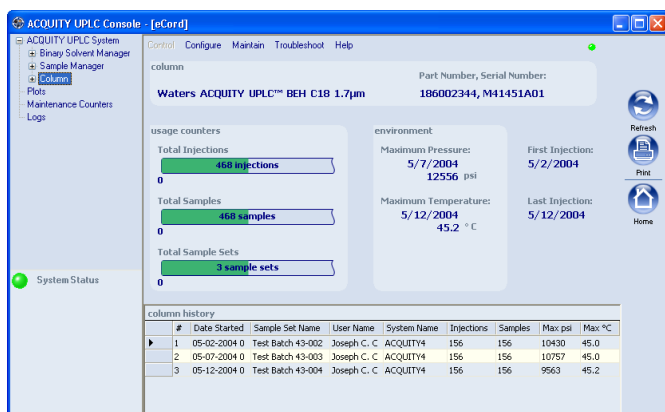 ACQUITY UPLC Console - [eCord]
ACQUITY UPLC System
Binary Solvent Manager
Sample Manager
Column
Plots
Maintenance Counters
Logs
Control Configure Maintain Troubleshoot Help
column
Part Number, Serial Number:
Waters ACQUITY UPLC™ BEH C18 1.7µm 186002344, M41451A01
usage counters
Total Injections
468 injections
0
Total Samples
468 samples
0
Total Sample Sets
3 sample sets
0
environment
Maximum Pressure:
5/7/2004
12556 psi
Maximum Temperature:
5/12/2004
45.2 °C
First Injection:
5/2/2004
Last Injection:
5/12/2004
Refresh
Print
Home
System Status
column history
# Date Started Sample Set Name User Name System Name Injections Samples Max psi Max °C
1 05-02-2004 0 Test Batch 43-002 Joseph C. C ACQUITY4 156 156 10430 45.0
2 05-07-2004 0 Test Batch 43-003 Joseph C. C ACQUITY4 156 156 10757 45.0
3 05-12-2004 0 Test Batch 43-004 Joseph C. C ACQUITY4 156 156 9563 45.2